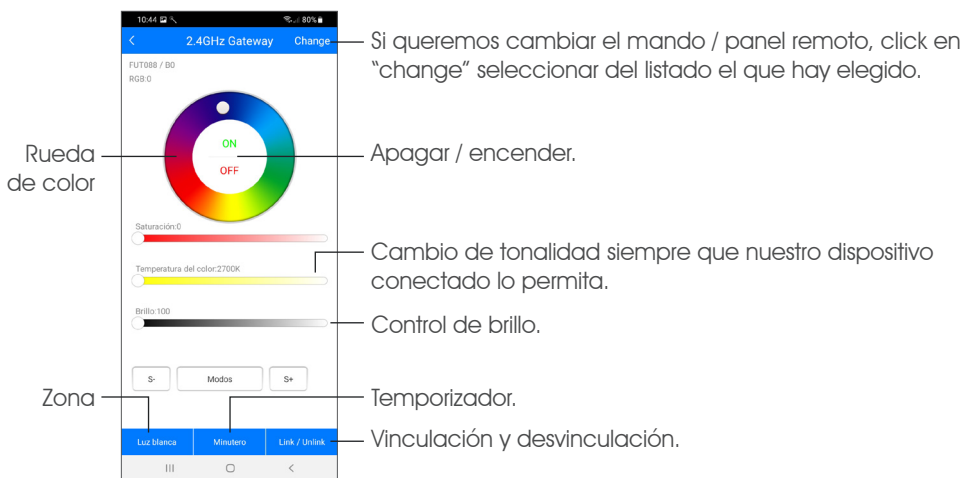 10:44 80%
2.4GHz Gateway Change
FUT088 / B0
RGB:0
ON
OFF
Saturación:0
Temperatura del color:2700K
Brillo:100
S- Modos S+
Luz blanca Minutero Link / Unlink
Rueda
de color
Zona
Si queremos cambiar el mando / panel remoto, click en
“change” seleccionar del listado el que hay elegido.
Apagar / encender.
Cambio de tonalidad siempre que nuestro dispositivo
conectado lo permita.
Control de brillo.
Temporizador.
Vinculación y desvinculación.